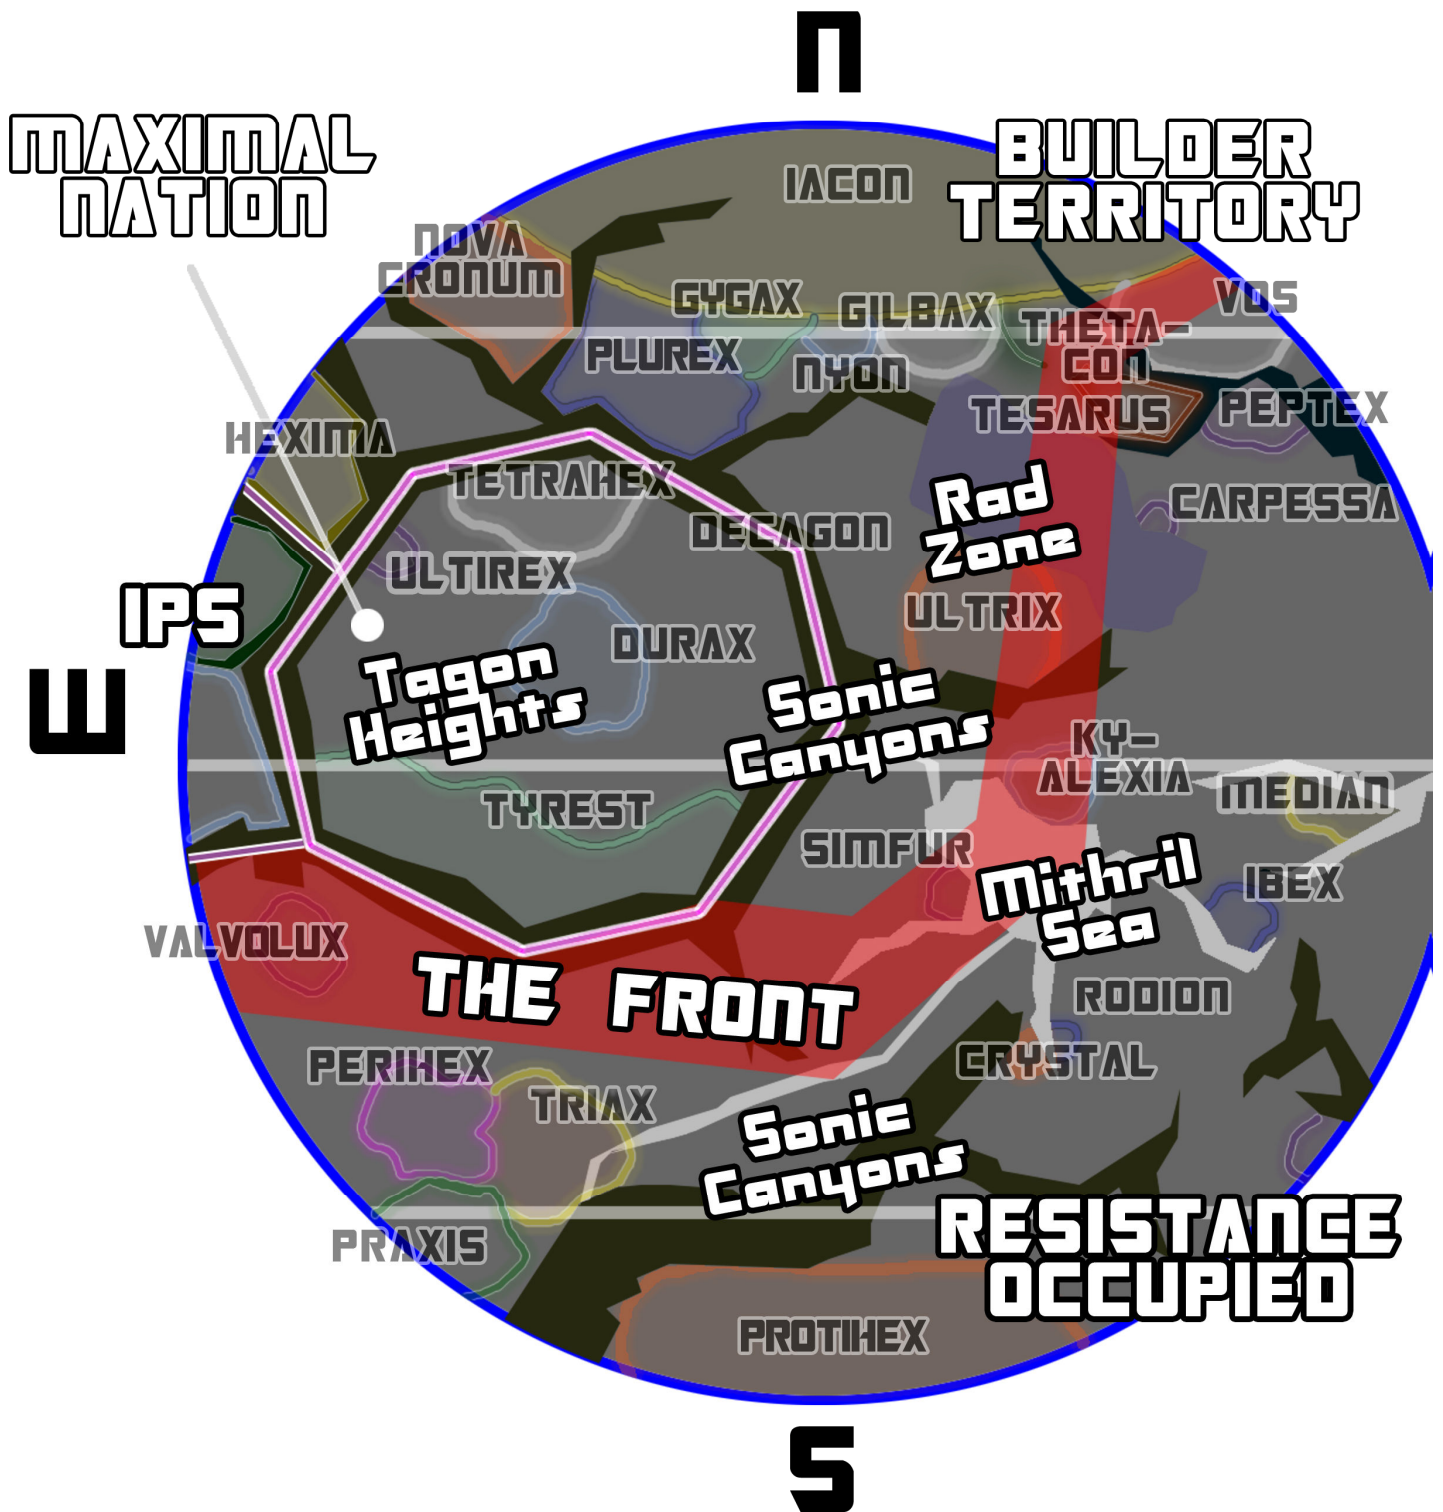 N
MAXIMAL
NATION
BUILDER
TERRITORY
IACON
NOVA
CRONUM
GYGAX
GILBAX
VOS
THETA-
CON
PLUREX
NYON
TESARUS
PEPTEX
HEXIMA
TETRAHEX
DECAGON
Rad
Zone
CARPESSA
ULTIREX
IPS
DURAX
ULTRIX
W
Tagon
Heights
Sonic
Canyons
KY-
ALEXIA
MEDIAN
TYREST
SIMFUR
Mithril
Sea
IBEX
VALVOLUX
THE FRONT
RODION
PERIHEX
TRIAX
CRYSTAL
Sonic
Canyons
PRAXIS
RESISTANCE
OCCUPIED
PROTIHEX
S